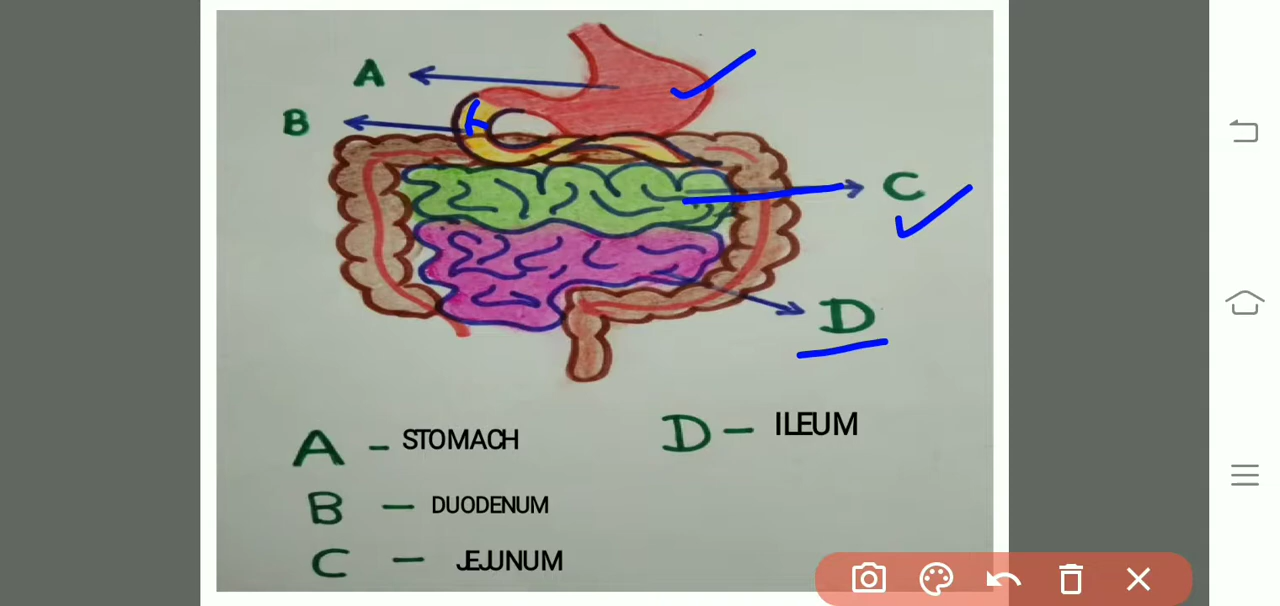 A
B
C
D
A - STOMACH
D - ILEUM
B - DUODENUM
C - JEJUNUM